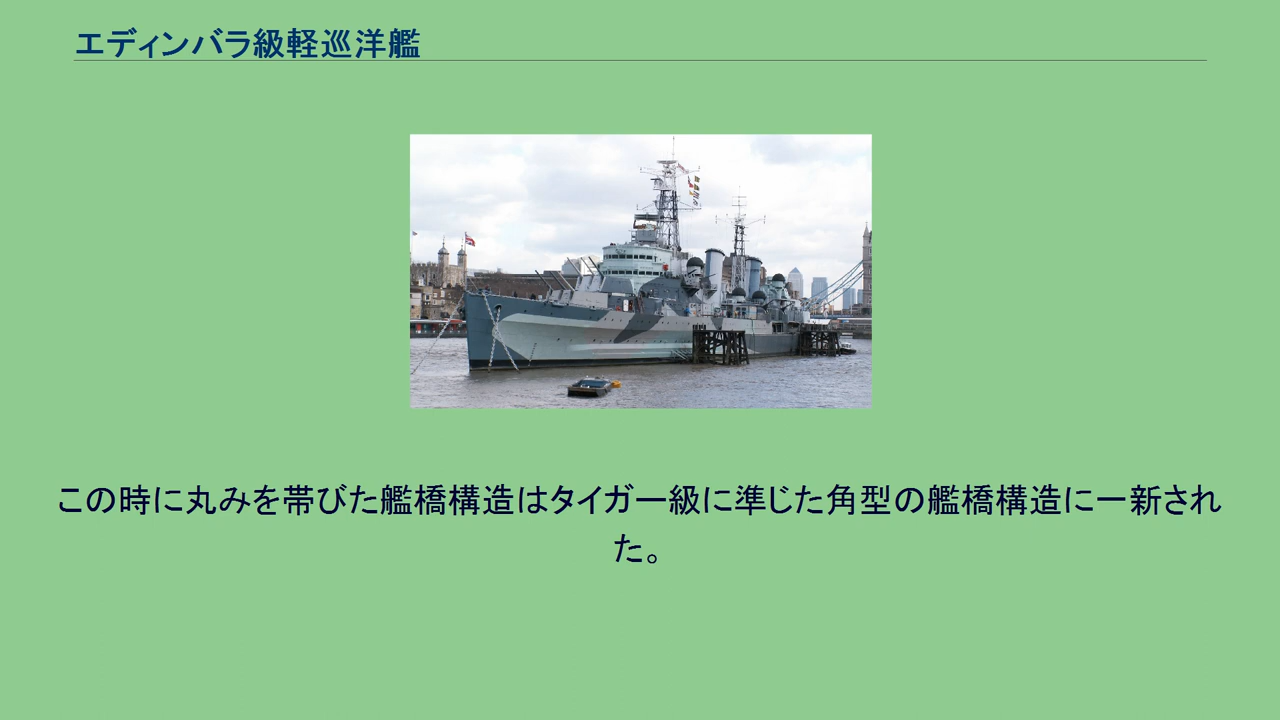 エディンバラ級軽巡洋艦
この時に丸みを帯びた艦橋構造はタイガー級に準じた角型の艦橋構造に一新され
た。